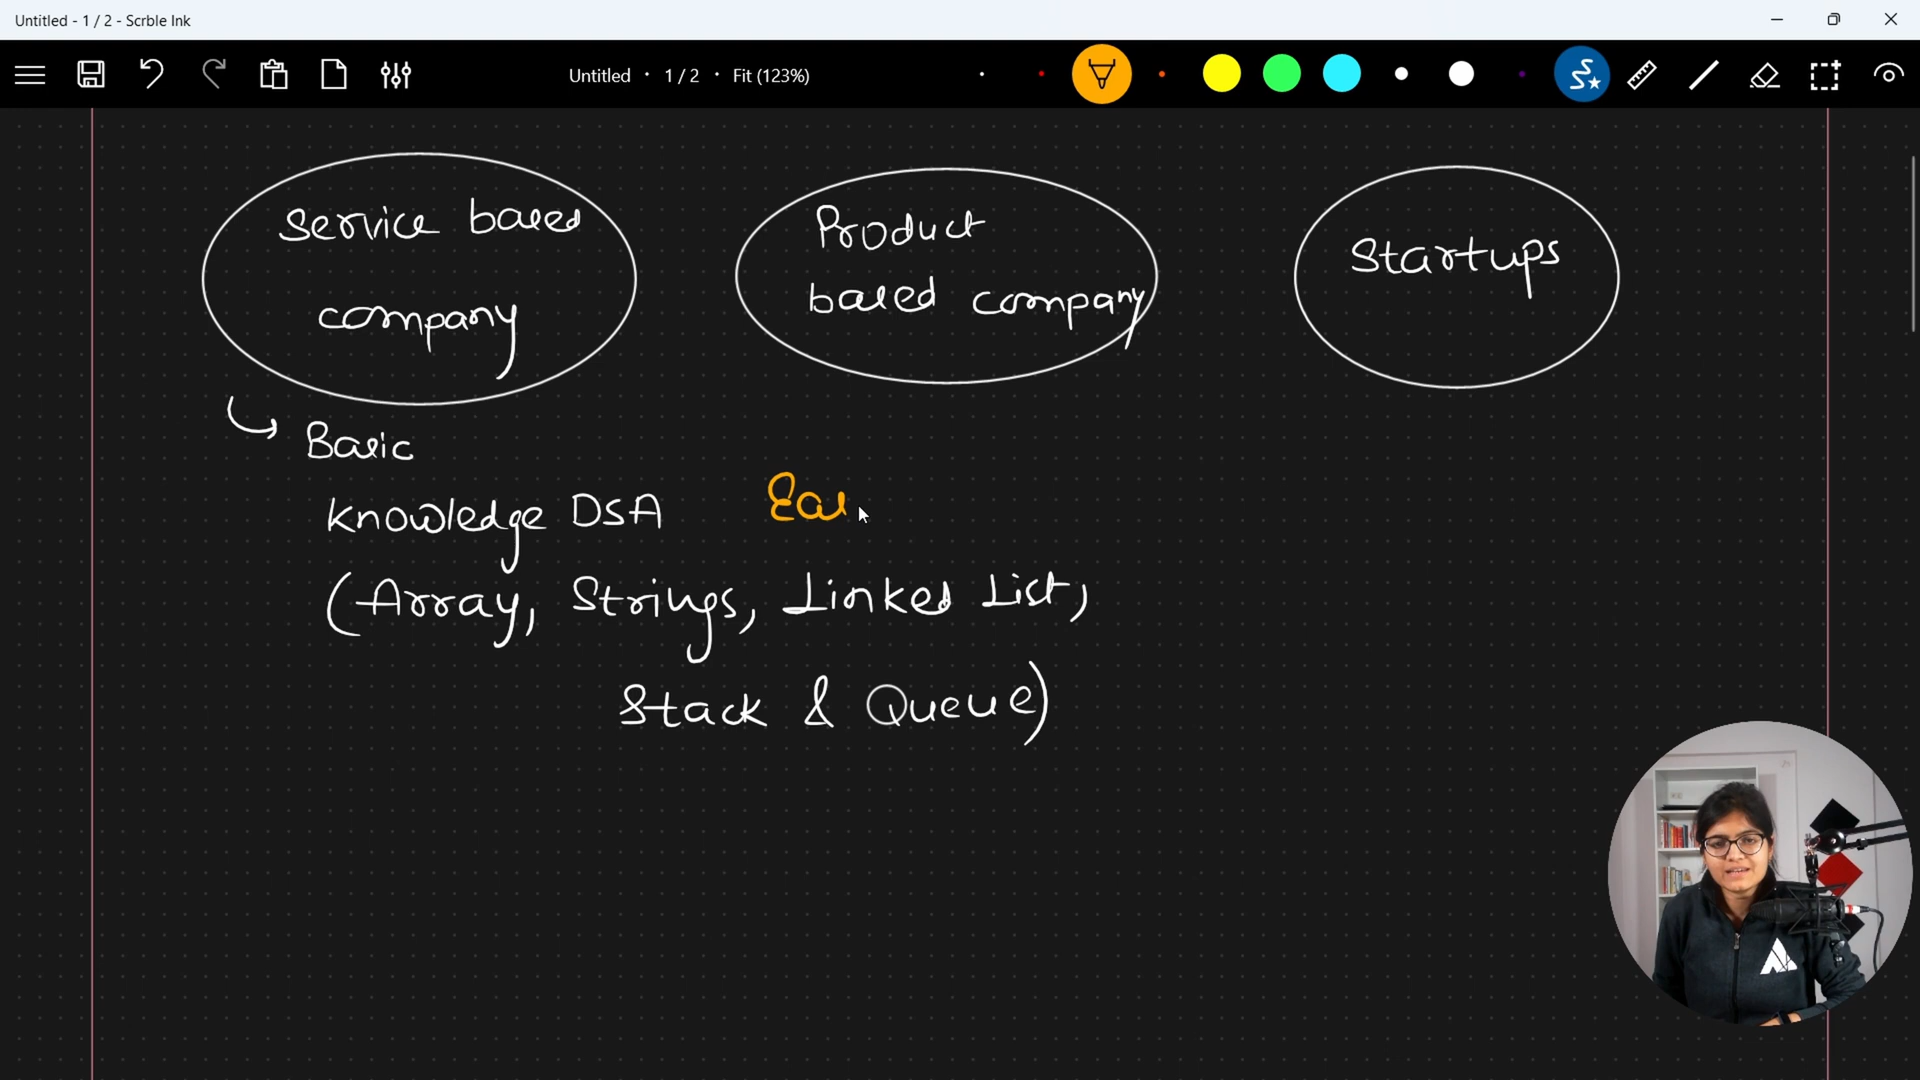 Untitled - 1 / 2 - Scrble Ink
Untitled • 1 / 2 • Fit (123%)
Service based
company
Product
based company
Startups
Basic
Knowledge DSA
Eas
(Array, Strings, Linked List,
Stack & Queue)